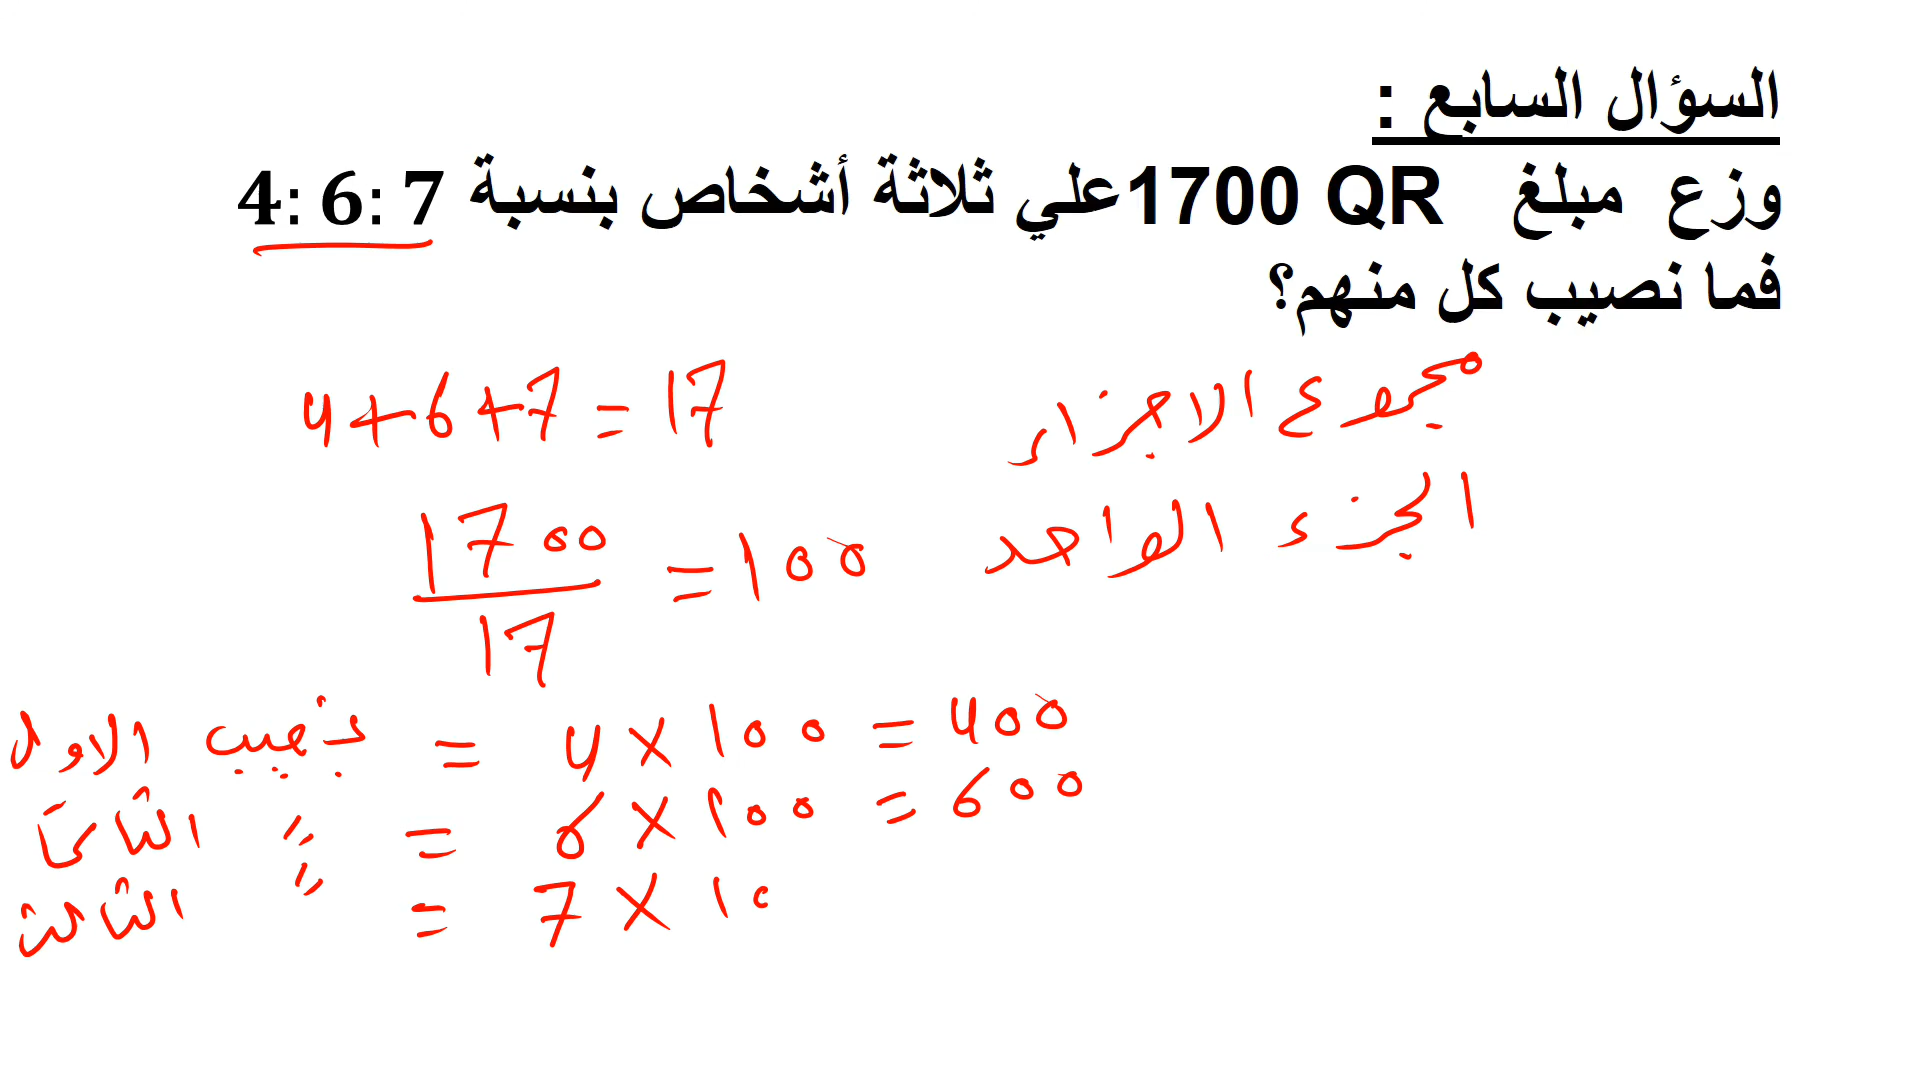 السؤال السابع :
وزع مبلغ 1700 QR علي ثلاثة أشخاص بنسبة 4: 6: 7
فما نصيب كل منهم؟
مجموع الاجزاء 4+6+7=17
الجزء الواحد 1700/17 = 100
نصيب الاول = 4 × 100 = 400
الثاني " = 6 × 100 = 600
الثالث " = 7 × 10